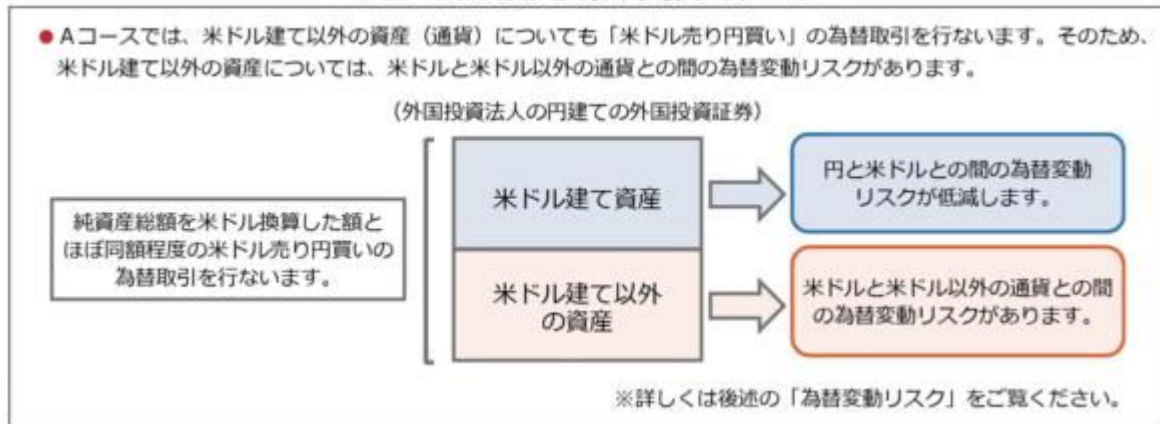 ●Aコースでは、米ドル建て以外の資産（通貨）についても「米ドル売り円買い」の為替取引を行ないます。そのため、
米ドル建て以外の資産については、米ドルと米ドル以外の通貨との間の為替変動リスクがあります。
（外国投資法人の円建ての外国投資証券）
純資産総額を米ドル換算した額と
ほぼ同額程度の米ドル売り円買いの
為替取引を行ないます。
米ドル建て資産
円と米ドルとの間の為替変動
リスクが低減します。
米ドル建て以外
の資産
米ドルと米ドル以外の通貨との間
の為替変動リスクがあります。
※詳しくは後述の「為替変動リスク」をご覧ください。